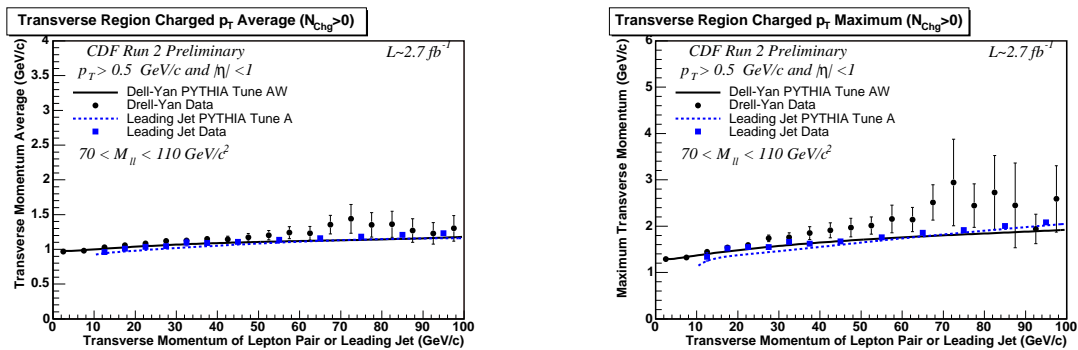 Transverse Region Charged p_T Average (N_Chg>0)
Transverse Momentum Average (GeV/c)
4
3.5
3
2.5
2
1.5
1
0.5
0
CDF Run 2 Preliminary
L~2.7 fb^-1
p_T > 0.5 GeV/c and |η| <1
Dell-Yan PYTHIA Tune AW
Drell-Yan Data
Leading Jet PYTHIA Tune A
Leading Jet Data
70 < M_ll < 110 GeV/c^2
0 10 20 30 40 50 60 70 80 90 100
Transverse Momentum of Lepton Pair or Leading Jet (GeV/c)
Transverse Region Charged p_T Maximum (N_Chg>0)
Maximum Transverse Momentum (GeV/c)
6
5
4
3
2
1
0
CDF Run 2 Preliminary
L~2.7 fb^-1
p_T > 0.5 GeV/c and |η| <1
Dell-Yan PYTHIA Tune AW
Drell-Yan Data
Leading Jet PYTHIA Tune A
Leading Jet Data
70 < M_ll < 110 GeV/c^2
0 10 20 30 40 50 60 70 80 90 100
Transverse Momentum of Lepton Pair or Leading Jet (GeV/c)